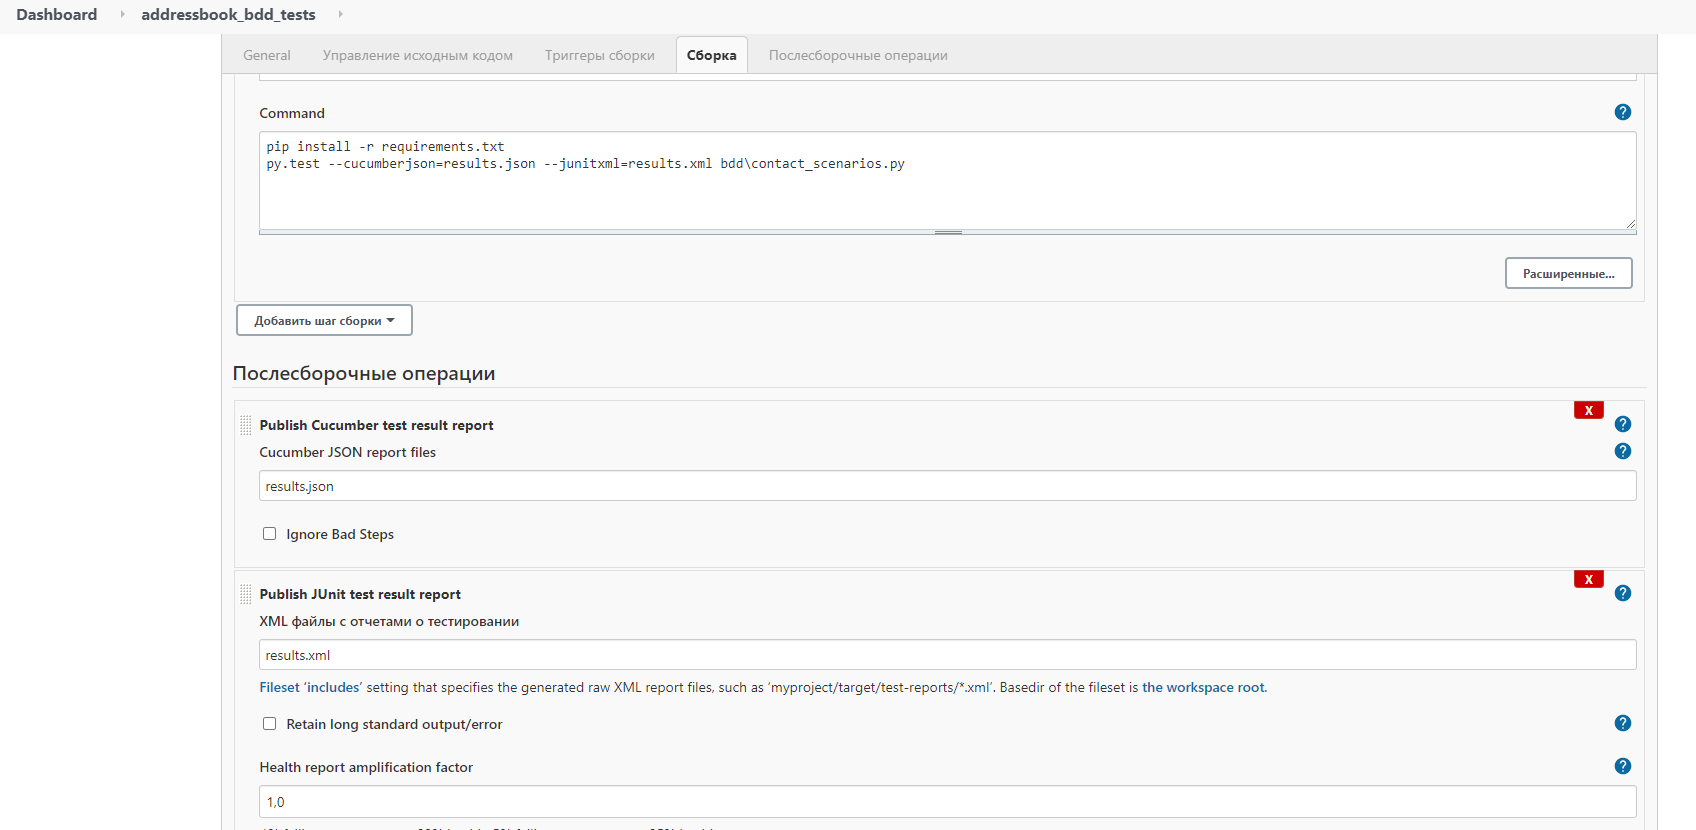 Dashboard addressbook_bdd_tests
General Управление исходным кодом Триггеры сборки Сборка Послесборочные операции
Command
?
pip install -r requirements.txt
py.test --cucumberjson=results.json --junitxml=results.xml bdd\contact_scenarios.py
Расширенные...
Добавить шаг сборки
Послесборочные операции
X
Publish Cucumber test result report
?
Cucumber JSON report files
?
results.json
Ignore Bad Steps
X
Publish JUnit test result report
?
XML файлы с отчетами о тестировании
results.xml
Fileset ‘includes’ setting that specifies the generated raw XML report files, such as ‘myproject/target/test-reports/*.xml’. Basedir of the fileset is the workspace root.
Retain long standard output/error
?
Health report amplification factor
?
1,0